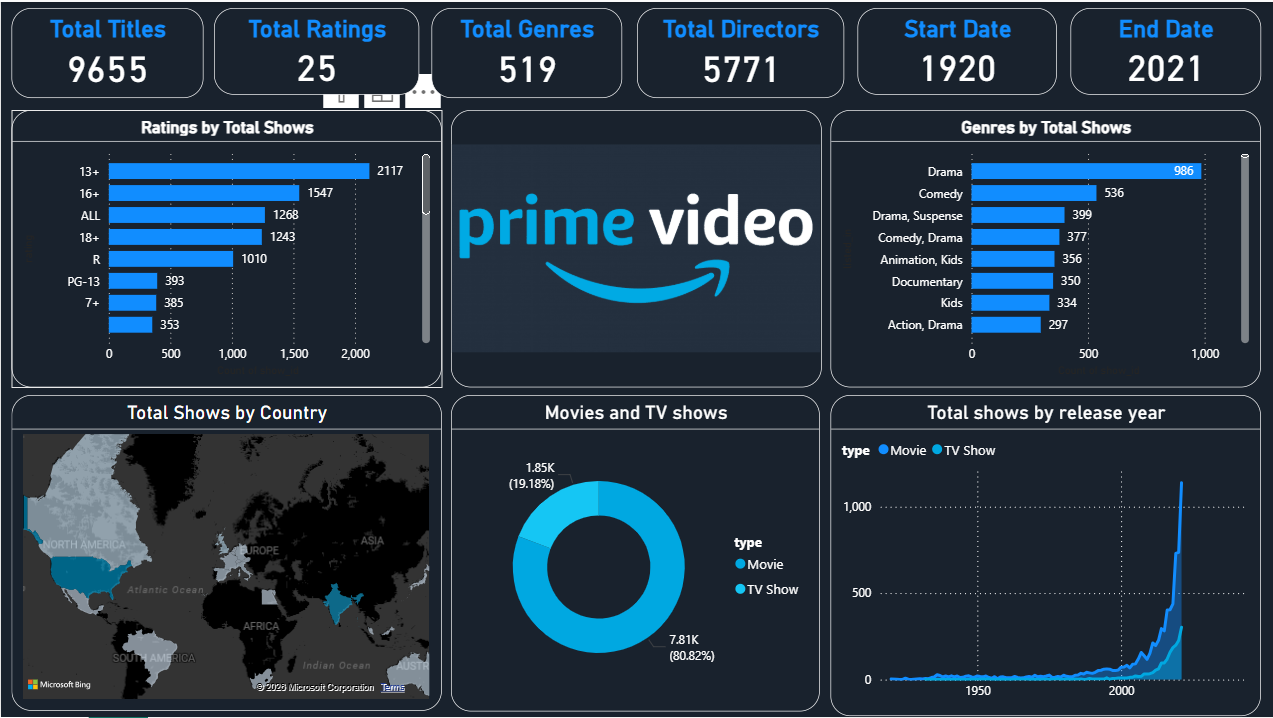 Total Titles
9655
Total Ratings
25
Total Genres
519
Total Directors
5771
Start Date
1920
End Date
2021
Ratings by Total Shows
13+ 2117
16+ 1547
ALL 1268
18+ 1243
R 1010
PG-13 393
7+ 385
353
0 500 1,000 1,500 2,000
prime video
Genres by Total Shows
Drama 986
Comedy 536
Drama, Suspense 399
Comedy, Drama 377
Animation, Kids 356
Documentary 350
Kids 334
Action, Drama 297
0 500 1,000
Total Shows by Country
NORTH AMERICA
EUROPE
ASIA
Atlantic Ocean
AFRICA
SOUTH AMERICA
Indian Ocean
AUSTR
Microsoft Bing
© 2026 Microsoft Corporation Terms
Movies and TV shows
1.85K
(19.18%)
7.81K
(80.82%)
type
Movie
TV Show
Total shows by release year
type Movie TV Show
1,000
500
0
1950 2000